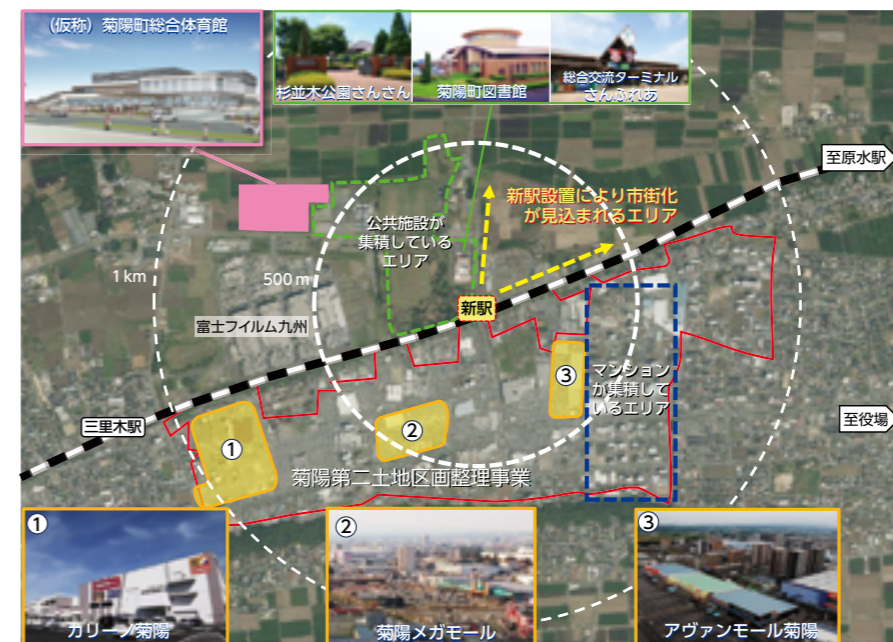 （仮称）菊陽町総合体育館
杉並木公園さんさん
菊陽町図書館
総合交流ターミナル
さんふれあ
至原水駅
新駅設置により市街化
が見込まれるエリア
公共施設が
集積している
エリア
1km
500m
新駅
富士フイルム九州
三里木駅
①
②
③
マンション
が集積して
いるエリア
至役場
菊陽第二土地区画整理事業
①
カリーノ菊陽
②
菊陽メガモール
③
アヴァンモール菊陽